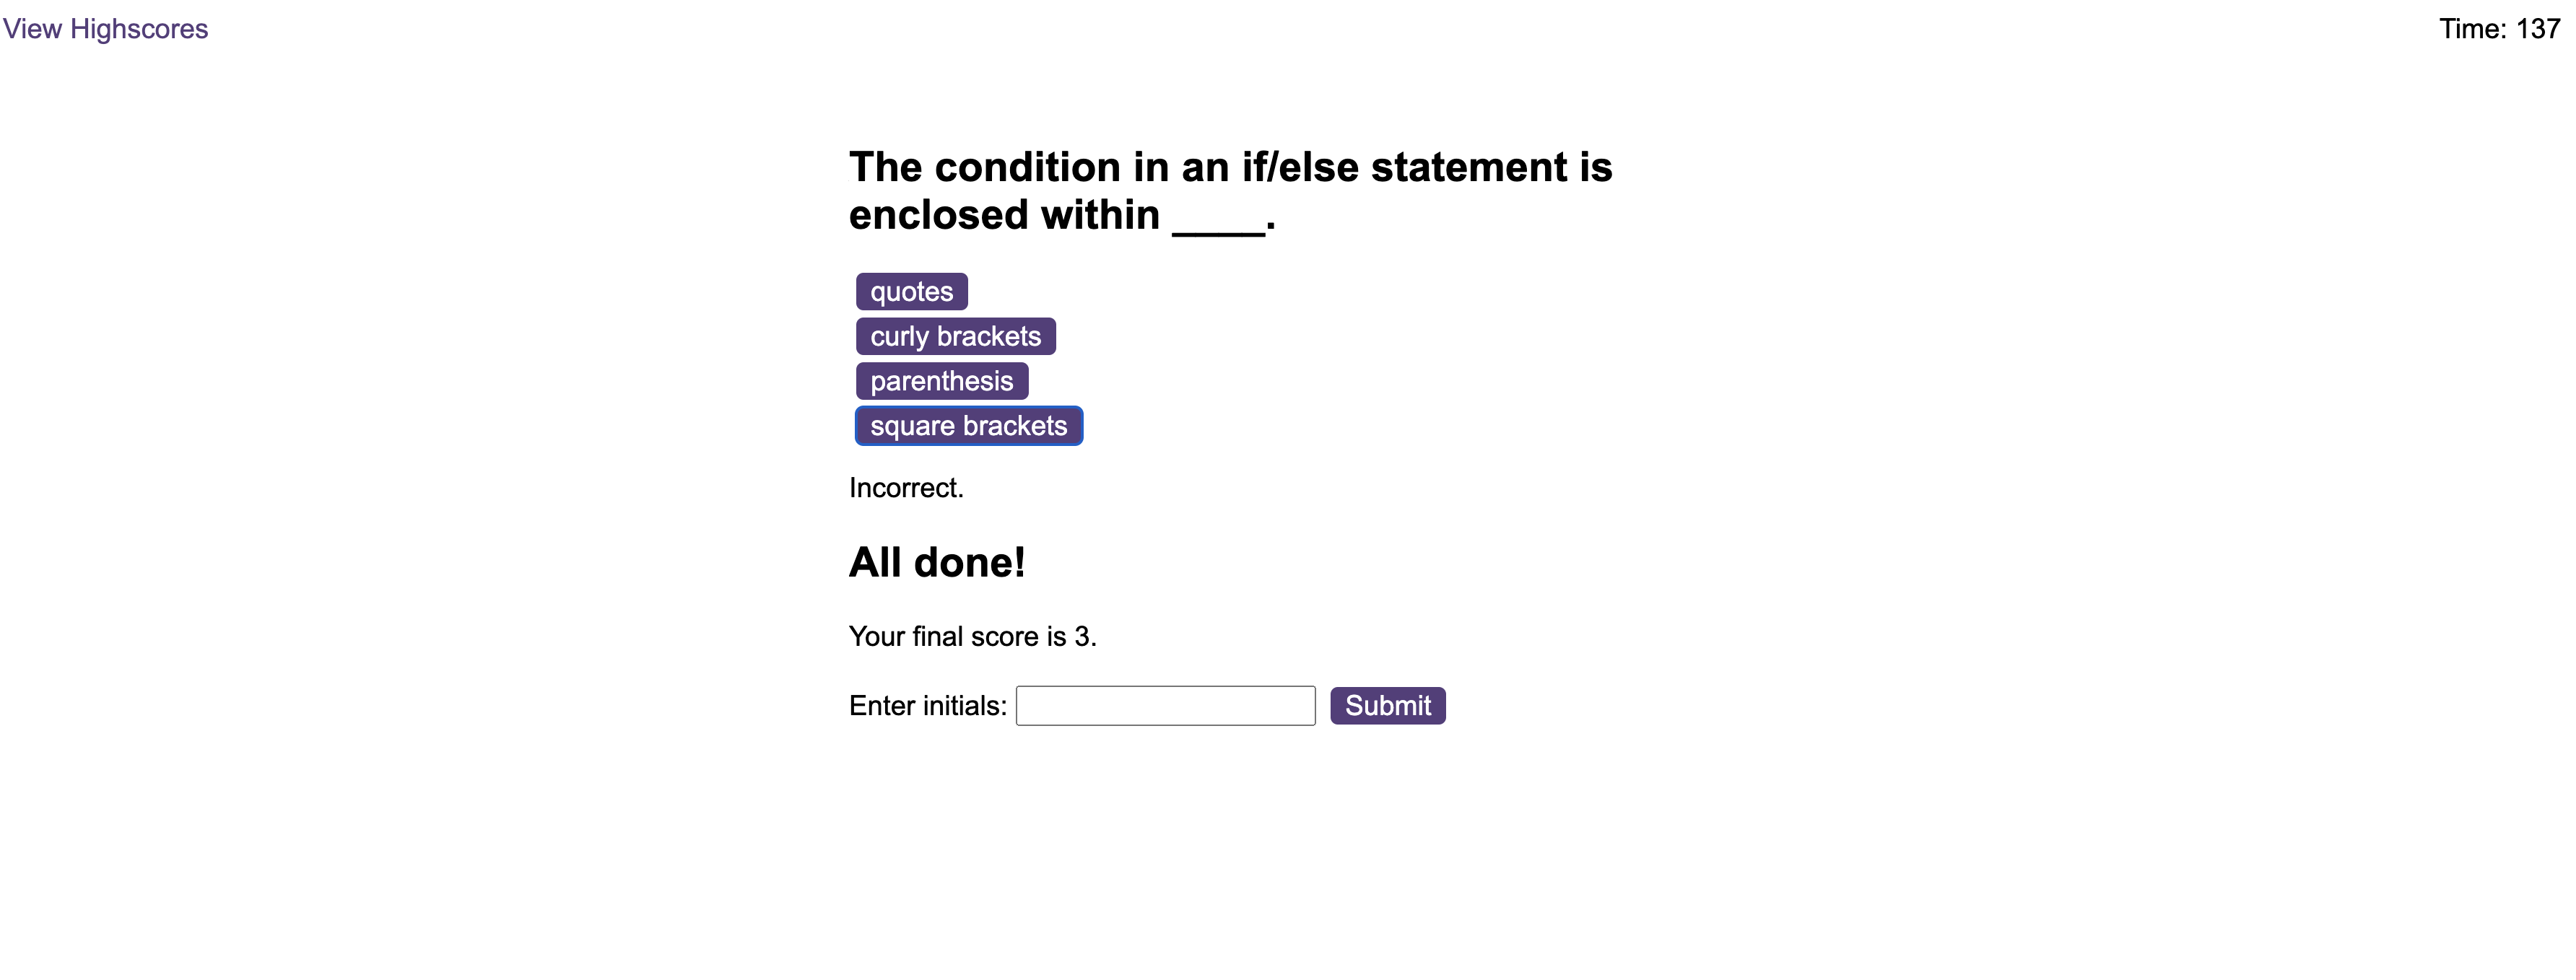 View Highscores
Time: 137
The condition in an if/else statement is
enclosed within ____.
quotes
curly brackets
parenthesis
square brackets
Incorrect.
All done!
Your final score is 3.
Enter initials:
Submit